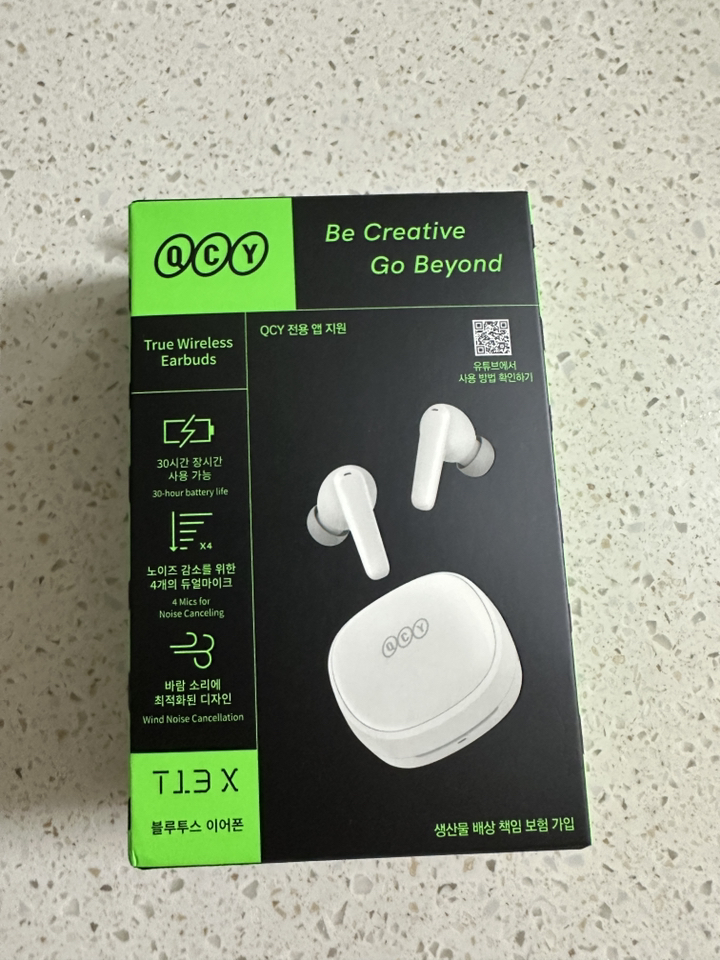 QCY
Be Creative
Go Beyond
True Wireless
Earbuds
QCY 전용 앱 지원
유튜브에서
사용 방법 확인하기
30시간 장시간
사용 가능
30-hour battery life
X4
노이즈 감소를 위한
4개의 듀얼마이크
4 Mics for
Noise Canceling
바람 소리에
최적화된 디자인
Wind Noise Cancellation
QCY
T13 X
블루투스 이어폰
생산물 배상 책임 보험 가입